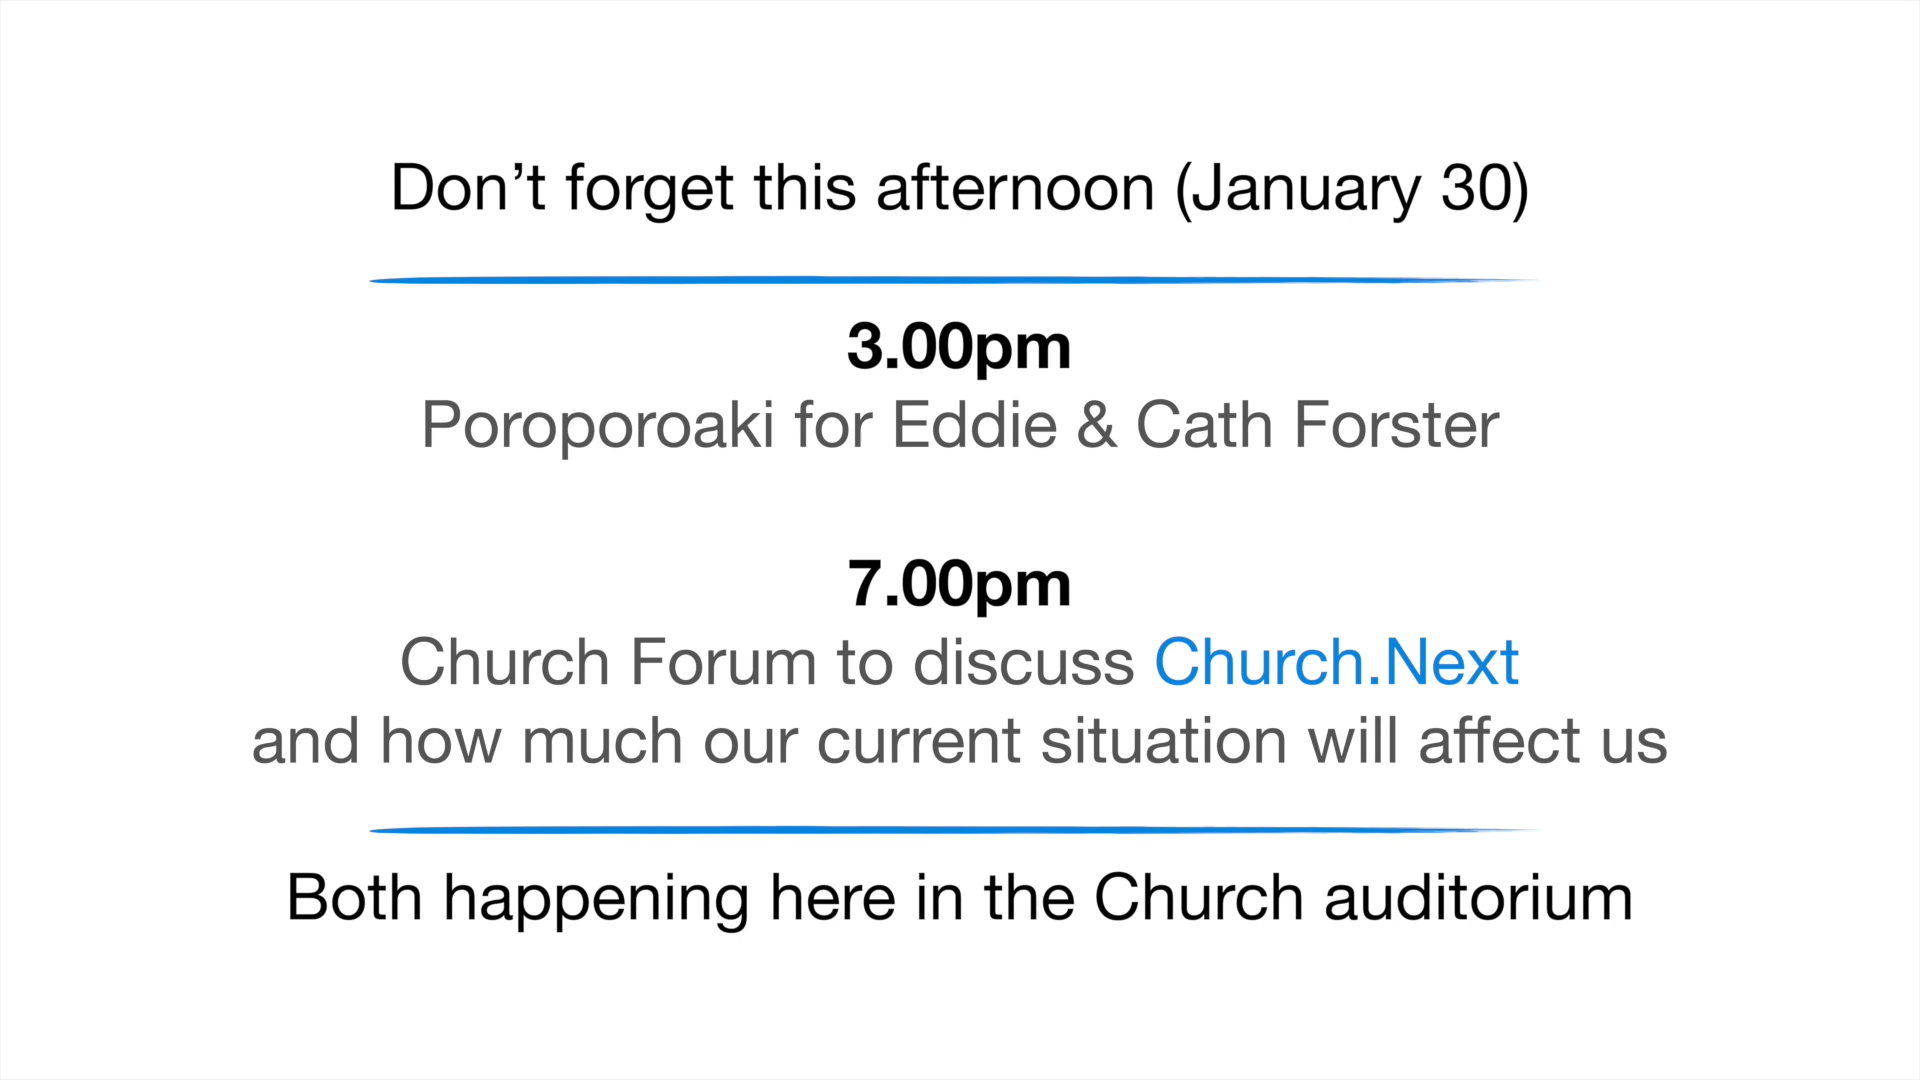 Don’t forget this afternoon (January 30)
3.00pm
Poroporoaki for Eddie & Cath Forster
7.00pm
Church Forum to discuss Church.Next
and how much our current situation will affect us
Both happening here in the Church auditorium